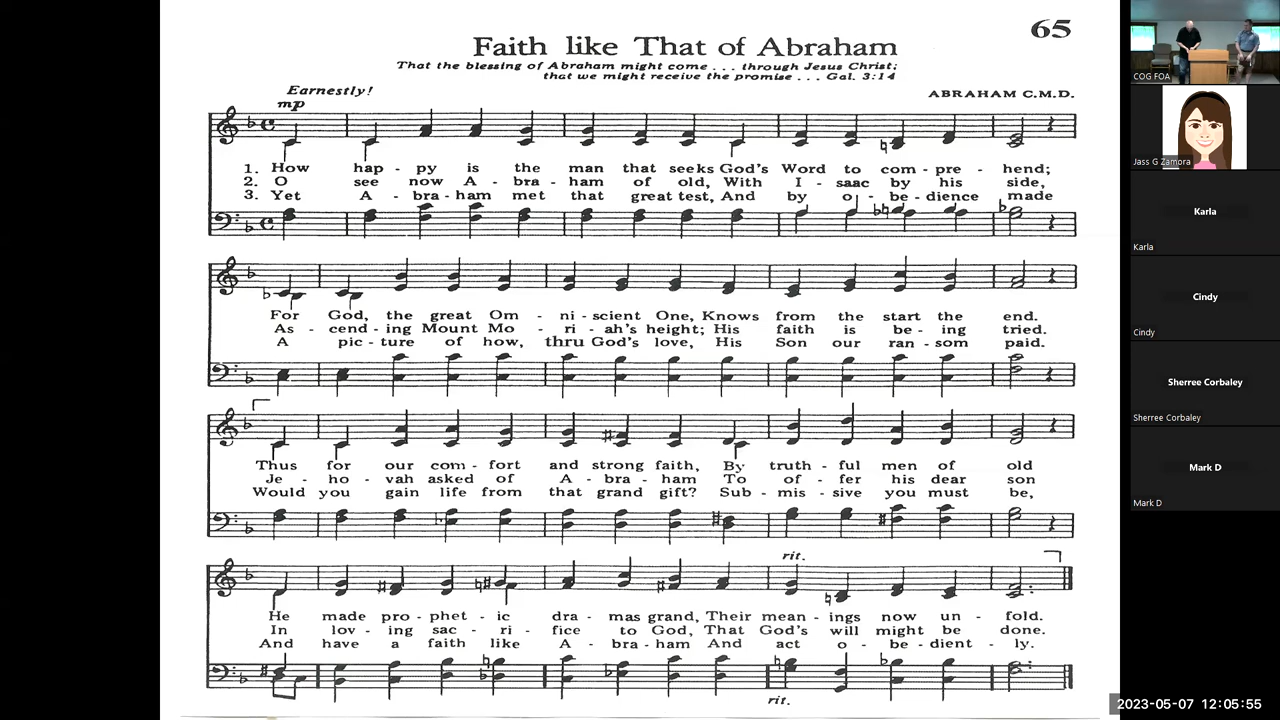 65
Faith like That of Abraham
That the blessing of Abraham might come . . . through Jesus Christ;
that we might receive the promise . . . Gal. 3:14
Earnestly!
mp
ABRAHAM C.M.D.
1. How hap - py is the man that seeks God's Word to com - pre - hend;
2. O see now A - bra - ham of old, With I - saac by his side,
3. Yet A - bra - ham met that great test, And by o - be - dience made
For God, the great Om - ni - scient One, Knows from the start the end.
As - cend - ing Mount Mo - ri - ah's height; His faith is be - ing tried.
A pic - ture of how, thru God's love, His Son our ran - som paid.
Thus for our com - fort and strong faith, By truth - ful men of old
Je - ho - vah asked of A - bra - ham To of - fer his dear son
Would you gain life from that grand gift? Sub - mis - sive you must be,
rit.
He made pro - phet - ic dra - mas grand, Their mean - ings now un - fold.
In lov - ing sac - ri - fice to God, That God's will might be done.
And have a faith like A - bra - ham And act o - be - dient - ly.
rit.
COG FOA
Jass G Zamora
Karla
Karla
Cindy
Cindy
Sherree Corbaley
Sherree Corbaley
Mark D
Mark D
2023-05-07 12:05:55